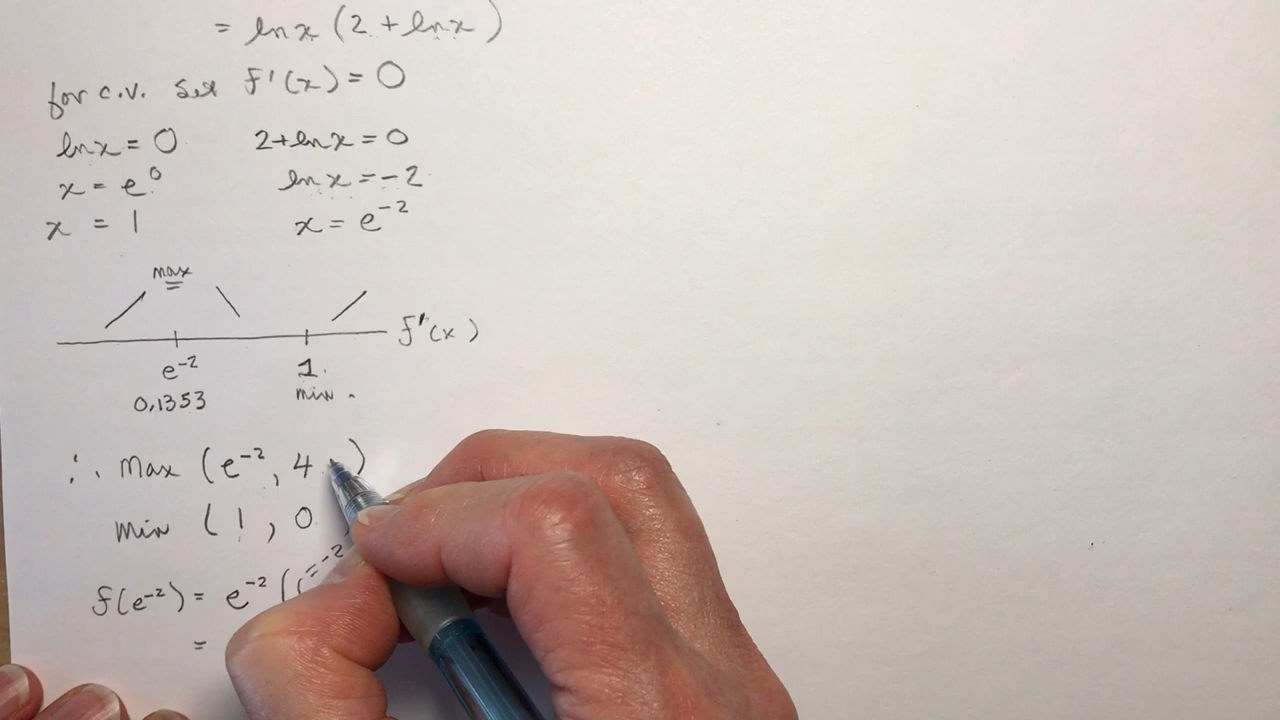 = ln x (2 + ln x)
for c.v. set f'(x) = 0
ln x = 0 2 + ln x = 0
x = e⁰ ln x = -2
x = 1 x = e⁻²
max
f'(x)
e⁻² 1.
0,1353 min.
∴ Max (e⁻², 4 )
min (1, 0
f(e⁻²) = e⁻² (
=